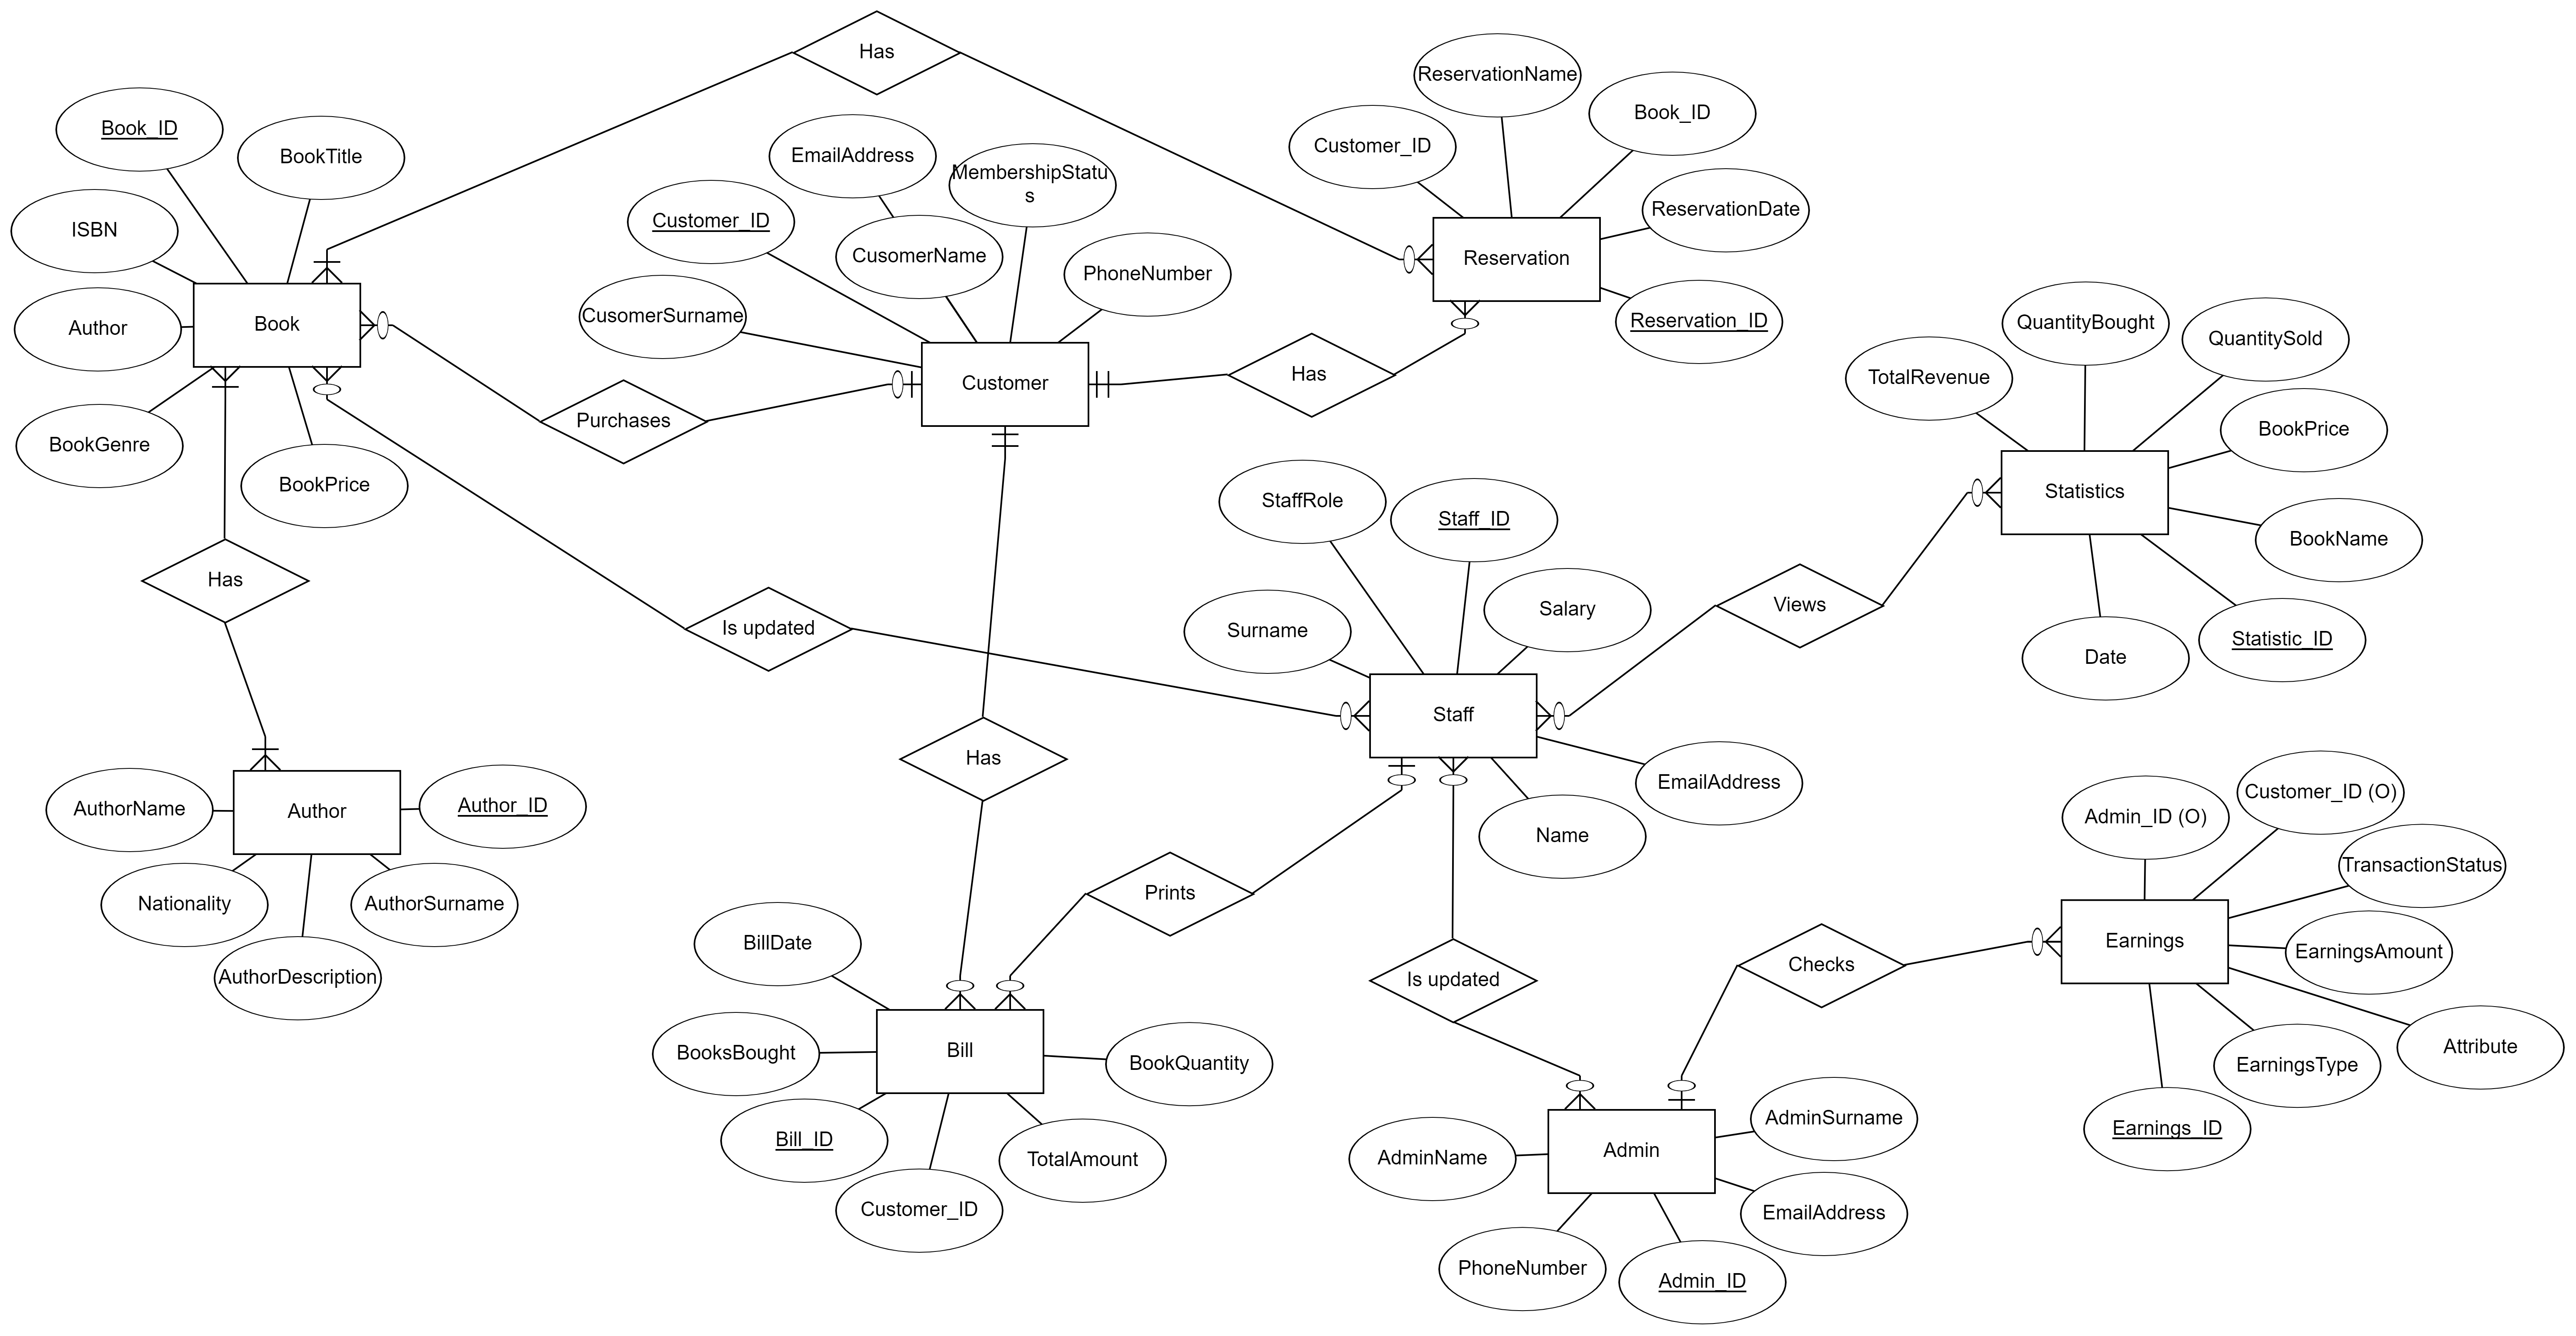 Has
ReservationName
Book_ID
Customer_ID
ReservationDate
Reservation
Reservation_ID
Book_ID
BookTitle
ISBN
Author
Book
BookGenre
BookPrice
EmailAddress
MembershipStatu
s
Customer_ID
CusomerName
PhoneNumber
CusomerSurname
Customer
Purchases
Has
QuantityBought
QuantitySold
TotalRevenue
BookPrice
Statistics
BookName
Statistic_ID
Date
StaffRole
Staff_ID
Surname
Salary
Views
Staff
EmailAddress
Name
Has
Is updated
Has
AuthorName
Author
Author_ID
Nationality
AuthorSurname
AuthorDescription
Prints
BillDate
BooksBought
Bill
BookQuantity
Bill_ID
TotalAmount
Customer_ID
Is updated
Checks
Admin_ID (O)
Customer_ID (O)
TransactionStatus
Earnings
EarningsAmount
Attribute
EarningsType
Earnings_ID
AdminSurname
AdminName
Admin
EmailAddress
PhoneNumber
Admin_ID